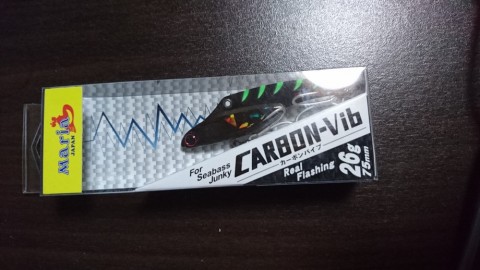 Maria
JAPAN
For
Seabass
Junky
CARBON-Vib
カーボンバイブ
Real
Flashing
26g
75mm